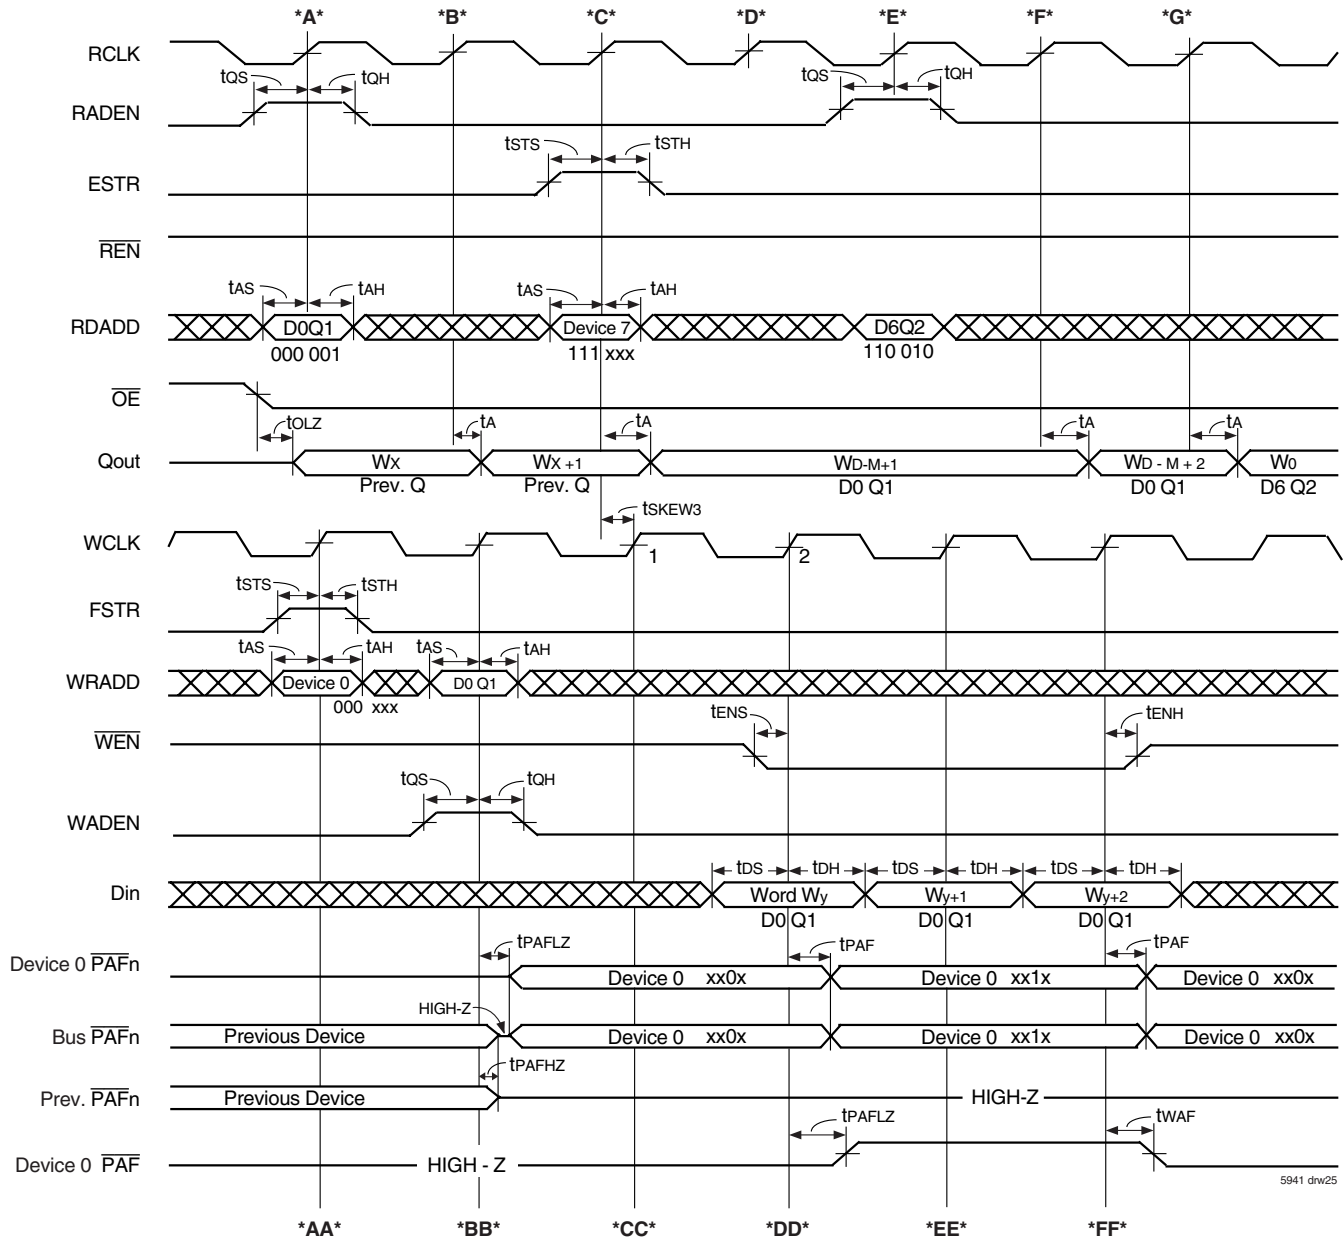 *A* *B* *C* *D* *E* *F* *G*
RCLK
tQS tQH tQS tQH
RADEN
tSTS tSTH
ESTR
REN
tAS tAH tAS tAH
RDADD D0Q1 Device 7 D6Q2
000 001 111 xxx 110 010
OE
tOLZ tA tA tA tA
Qout WX WX +1 WD-M+1 WD - M + 2 W0
Prev. Q Prev. Q D0 Q1 D0 Q1 D6 Q2
tSKEW3
WCLK 1 2
tSTS tSTH
FSTR
tAS tAH tAS tAH
WRADD Device 0 D0 Q1
000 xxx
tENS tENH
WEN
tQS tQH
WADEN
tDS tDH tDS tDH tDS tDH
Din Word Wy Wy+1 Wy+2
D0 Q1 D0 Q1 D0 Q1
tPAFLZ tPAF tPAF
Device 0 PAFn Device 0 xx0x Device 0 xx1x Device 0 xx0x
HIGH-Z
Bus PAFn Previous Device Device 0 xx0x Device 0 xx1x Device 0 xx0x
tPAFHZ
Prev. PAFn Previous Device HIGH-Z
tPAFLZ tWAF
Device 0 PAF HIGH - Z
5941 drw25
*AA* *BB* *CC* *DD* *EE* *FF*